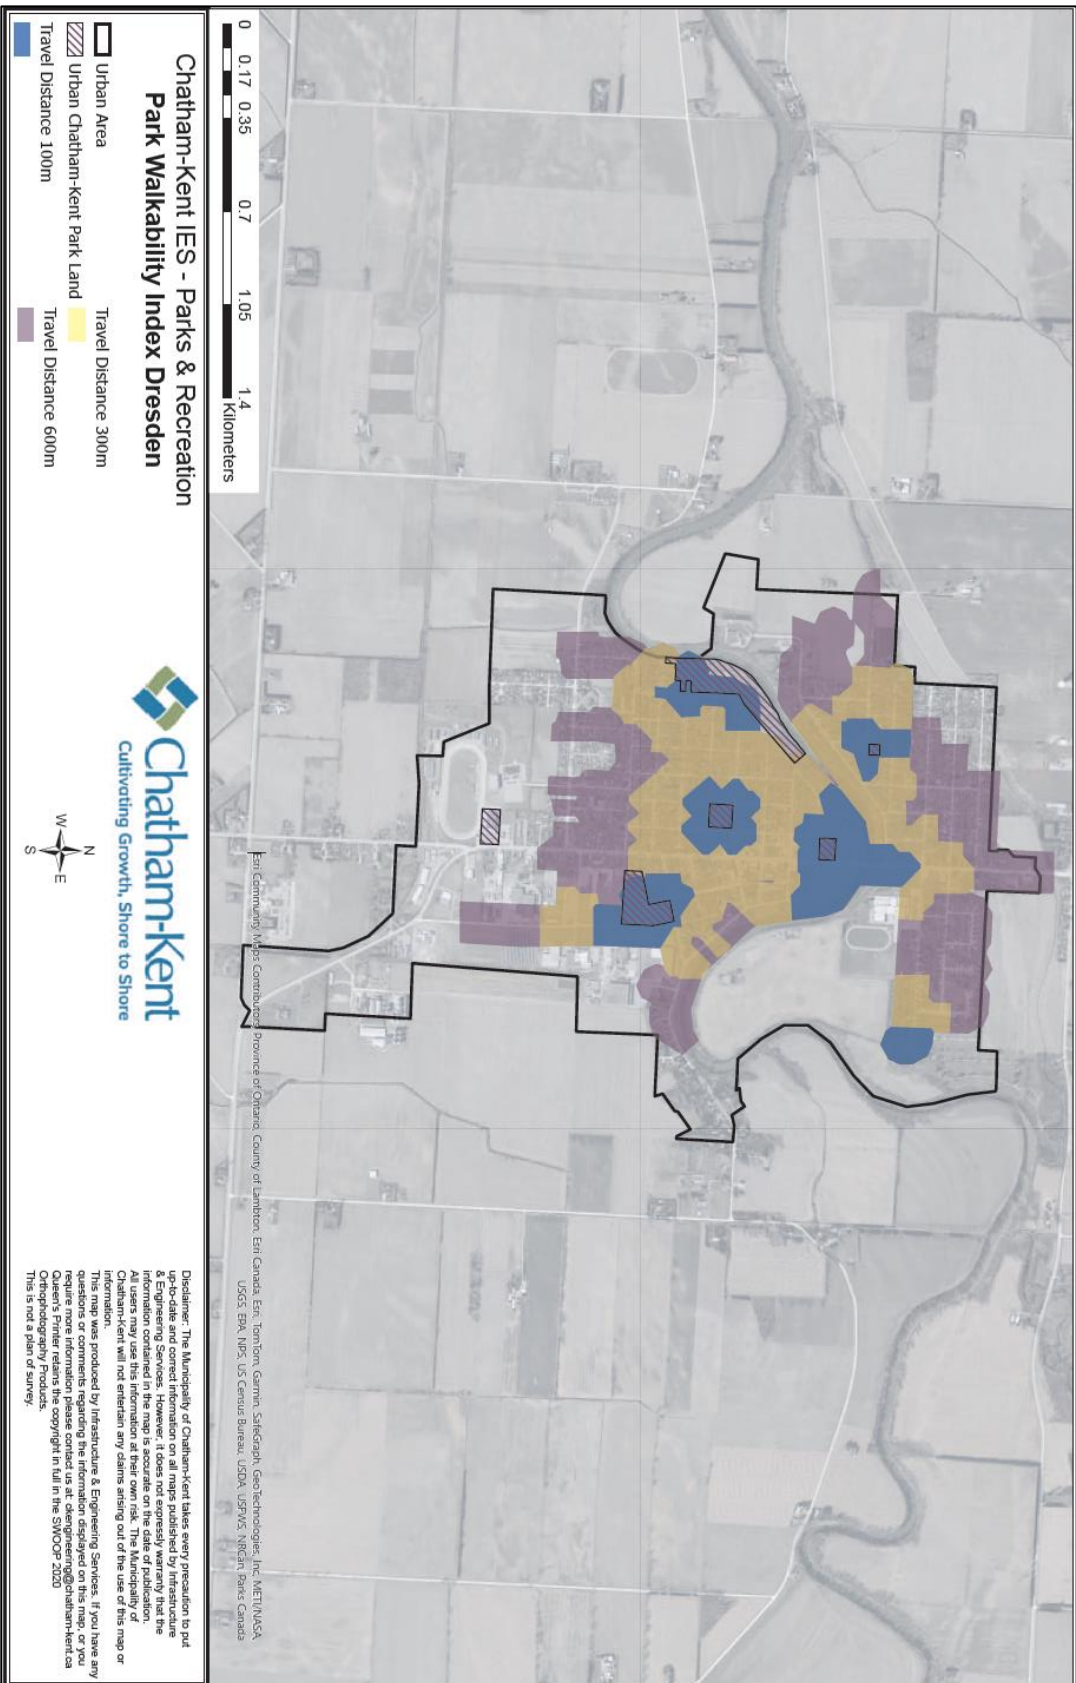 Esri Community Maps Contributors, Province of Ontario, County of Lambton, Esri Canada, Esri, TomTom, Garmin, SafeGraph, GeoTechnologies, Inc, METI/NASA,
USGS, EPA, NPS, US Census Bureau, USDA, USFWS, NRCan, Parks Canada
0 0.17 0.35 0.7 1.05 1.4
Kilometers
Chatham-Kent IES - Parks & Recreation
Park Walkability Index Dresden
Urban Area
Urban Chatham-Kent Park Land
Travel Distance 100m
Travel Distance 300m
Travel Distance 600m
Chatham-Kent
Cultivating Growth, Shore to Shore
N
W E
S
Disclaimer: The Municipality of Chatham-Kent takes every precaution to put
up-to-date and correct information on all maps published by Infrastructure
& Engineering Services. However, it does not expressly warranty that the
information contained in the map is accurate on the date of publication.
All users may use this information at their own risk. The Municipality of
Chatham-Kent will not entertain any claims arising out of the use of this map or
information.
This map was produced by Infrastructure & Engineering Services. If you have any
questions or comments regarding the information displayed on this map, or you
require more information please contact us at: ckengineering@chatham-kent.ca
Queen's Printer retains the copyright in full in the SWOOP 2020
Orthophotography Products.
This is not a plan of survey.